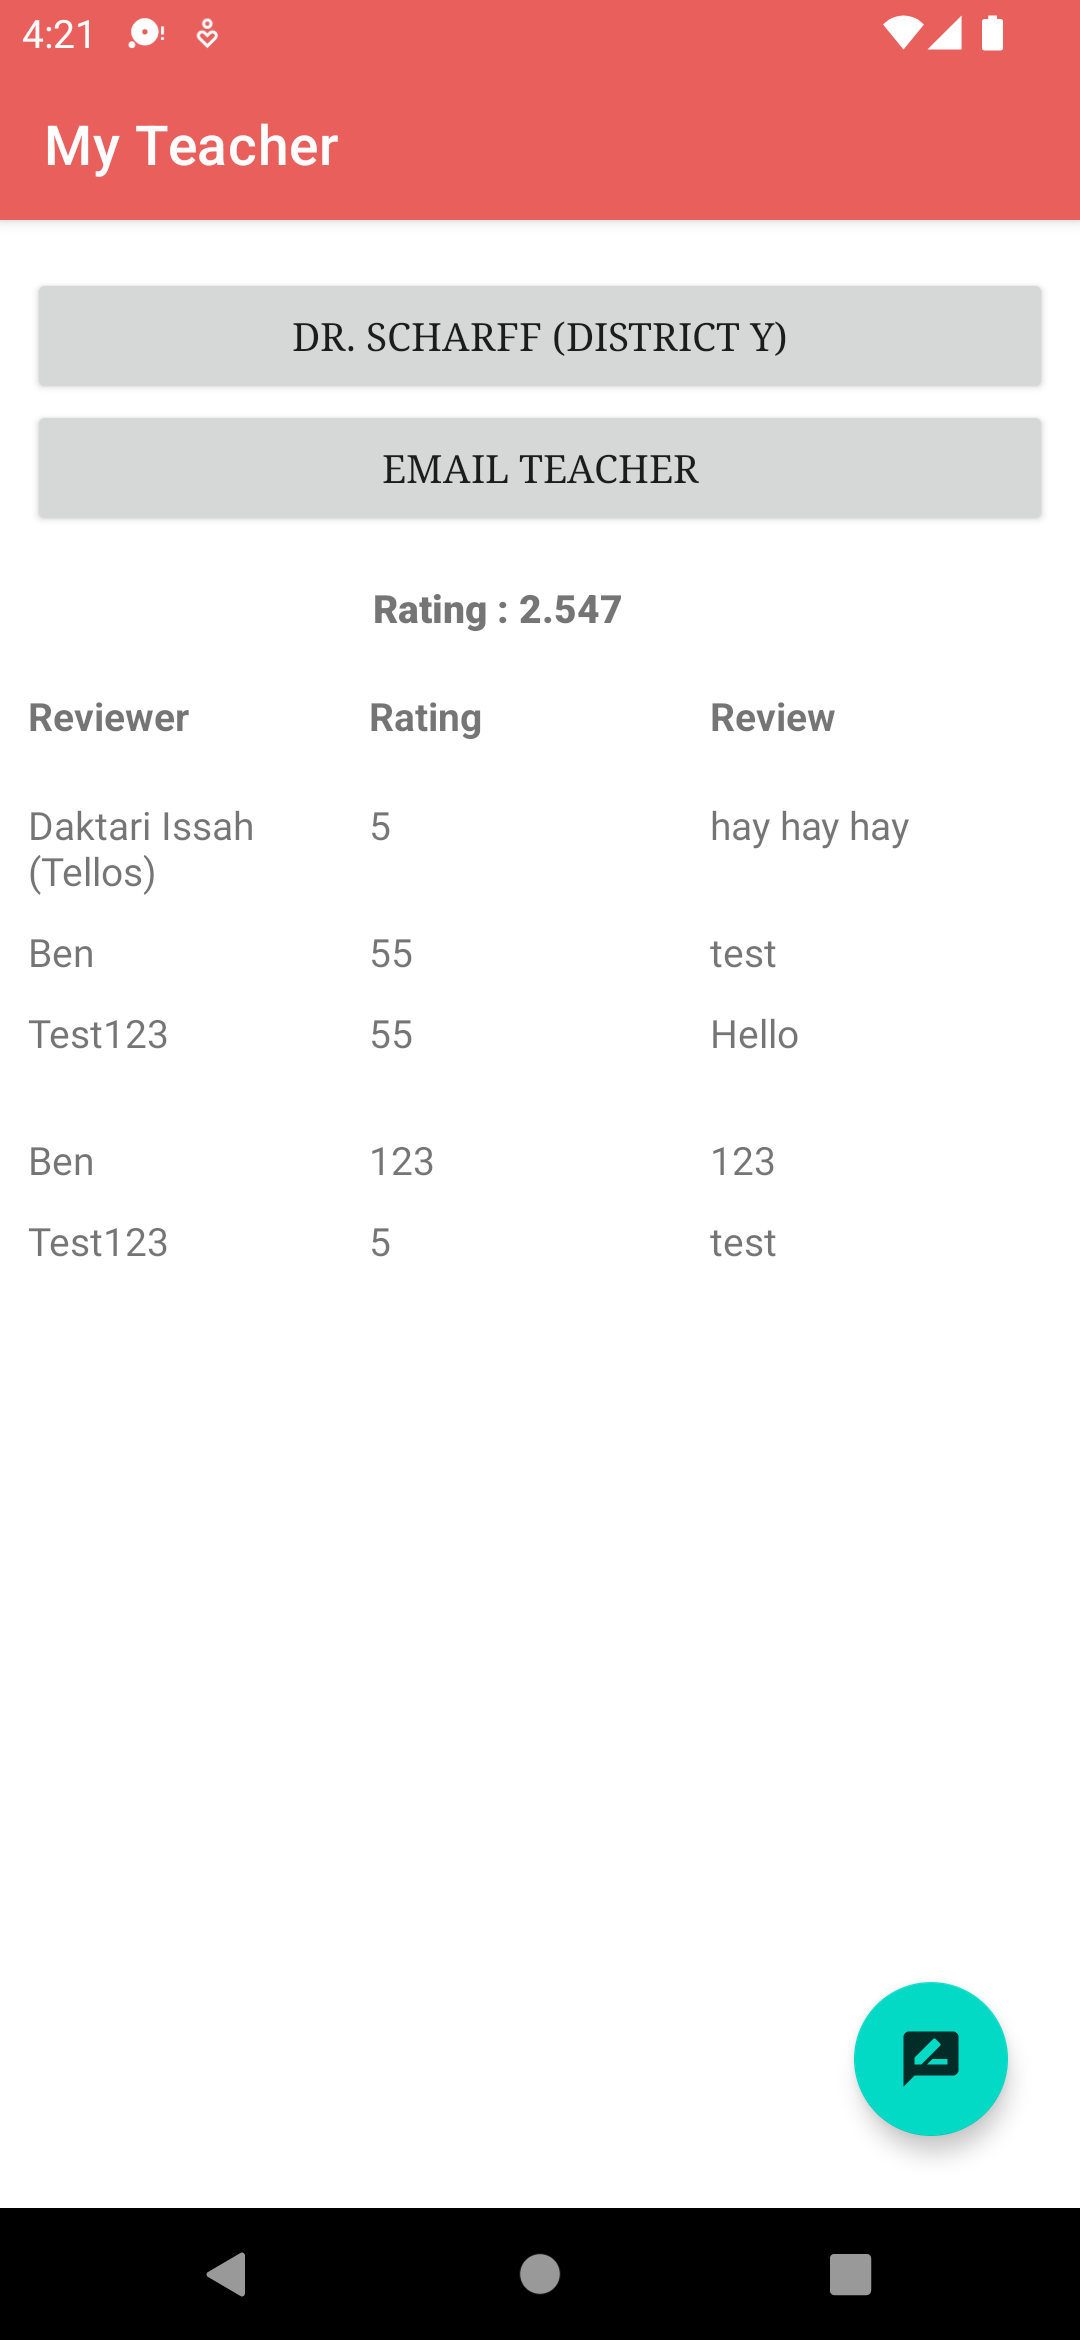 4:21
My Teacher
DR. SCHARFF (DISTRICT Y)
EMAIL TEACHER
Rating : 2.547
Reviewer Rating Review
Daktari Issah 5 hay hay hay
(Tellos)
Ben 55 test
Test123 55 Hello
Ben 123 123
Test123 5 test